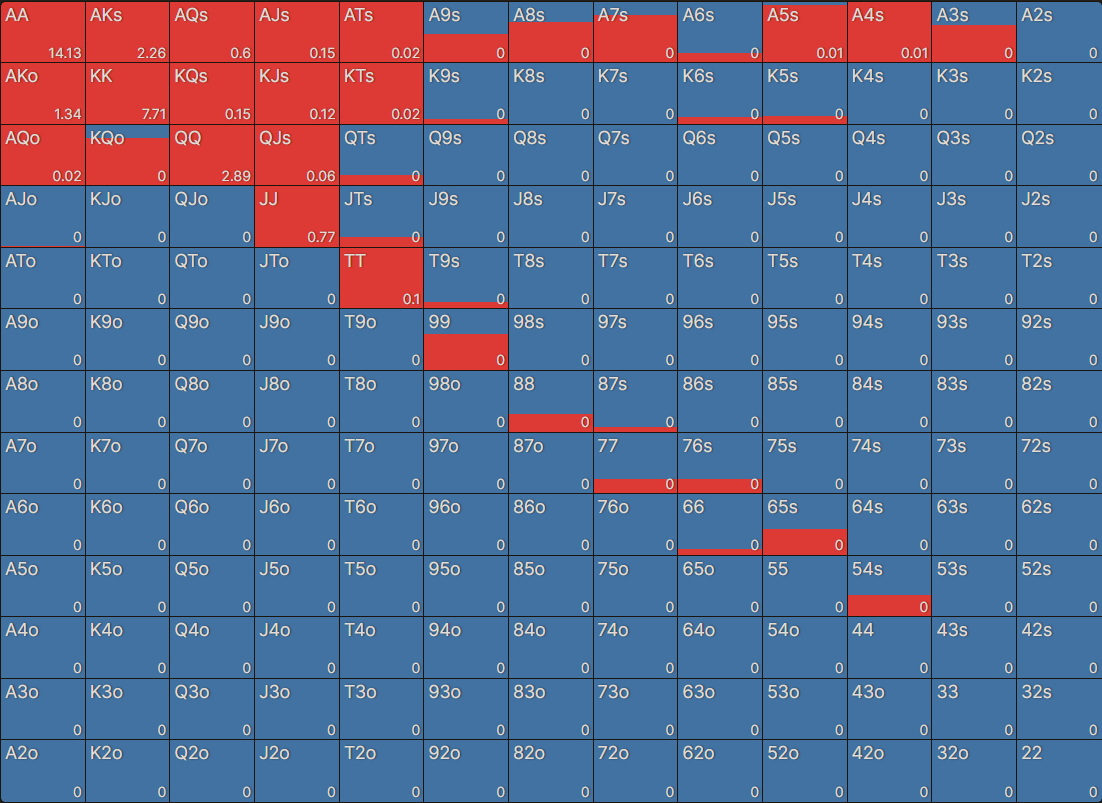 AA AKs AQs AJs ATs A9s A8s A7s A6s A5s A4s A3s A2s
14.13 2.26 0.6 0.15 0.02 0 0 0 0 0.01 0.01 0 0
AKo KK KQs KJs KTs K9s K8s K7s K6s K5s K4s K3s K2s
1.34 7.71 0.15 0.12 0.02 0 0 0 0 0 0 0 0
AQo KQo QQ QJs QTs Q9s Q8s Q7s Q6s Q5s Q4s Q3s Q2s
0.02 0 2.89 0.06 0 0 0 0 0 0 0 0 0
AJo KJo QJo JJ JTs J9s J8s J7s J6s J5s J4s J3s J2s
0 0 0 0.77 0 0 0 0 0 0 0 0 0
ATo KTo QTo JTo TT T9s T8s T7s T6s T5s T4s T3s T2s
0 0 0 0 0.1 0 0 0 0 0 0 0 0
A9o K9o Q9o J9o T9o 99 98s 97s 96s 95s 94s 93s 92s
0 0 0 0 0 0 0 0 0 0 0 0 0
A8o K8o Q8o J8o T8o 98o 88 87s 86s 85s 84s 83s 82s
0 0 0 0 0 0 0 0 0 0 0 0 0
A7o K7o Q7o J7o T7o 97o 87o 77 76s 75s 74s 73s 72s
0 0 0 0 0 0 0 0 0 0 0 0 0
A6o K6o Q6o J6o T6o 96o 86o 76o 66 65s 64s 63s 62s
0 0 0 0 0 0 0 0 0 0 0 0 0
A5o K5o Q5o J5o T5o 95o 85o 75o 65o 55 54s 53s 52s
0 0 0 0 0 0 0 0 0 0 0 0 0
A4o K4o Q4o J4o T4o 94o 84o 74o 64o 54o 44 43s 42s
0 0 0 0 0 0 0 0 0 0 0 0 0
A3o K3o Q3o J3o T3o 93o 83o 73o 63o 53o 43o 33 32s
0 0 0 0 0 0 0 0 0 0 0 0 0
A2o K2o Q2o J2o T2o 92o 82o 72o 62o 52o 42o 32o 22
0 0 0 0 0 0 0 0 0 0 0 0 0